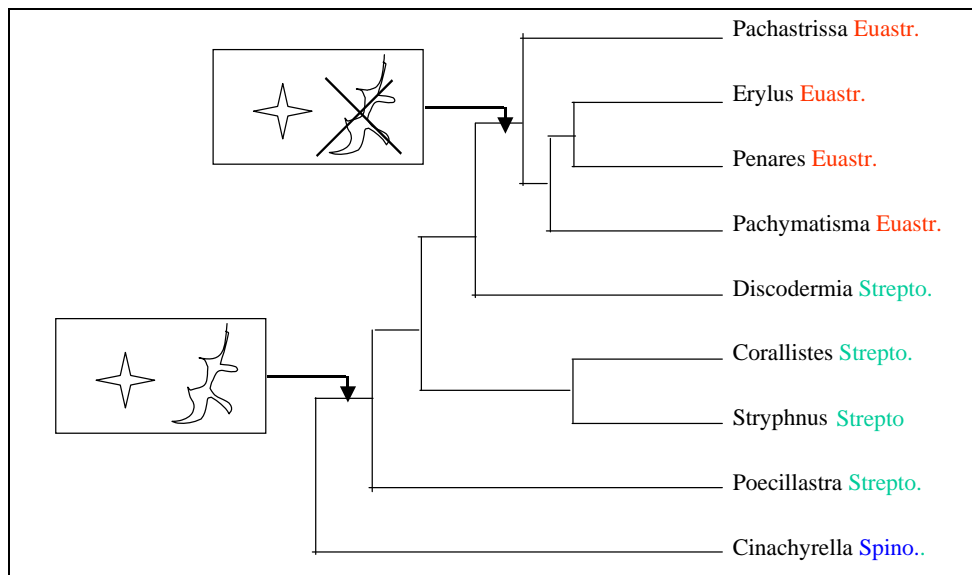 Pachastrissa Euastr.
Erylus Euastr.
Penares Euastr.
Pachymatisma Euastr.
Discodermia Strepto.
Corallistes Strepto.
Stryphnus Strepto
Poecillastra Strepto.
Cinachyrella Spino..